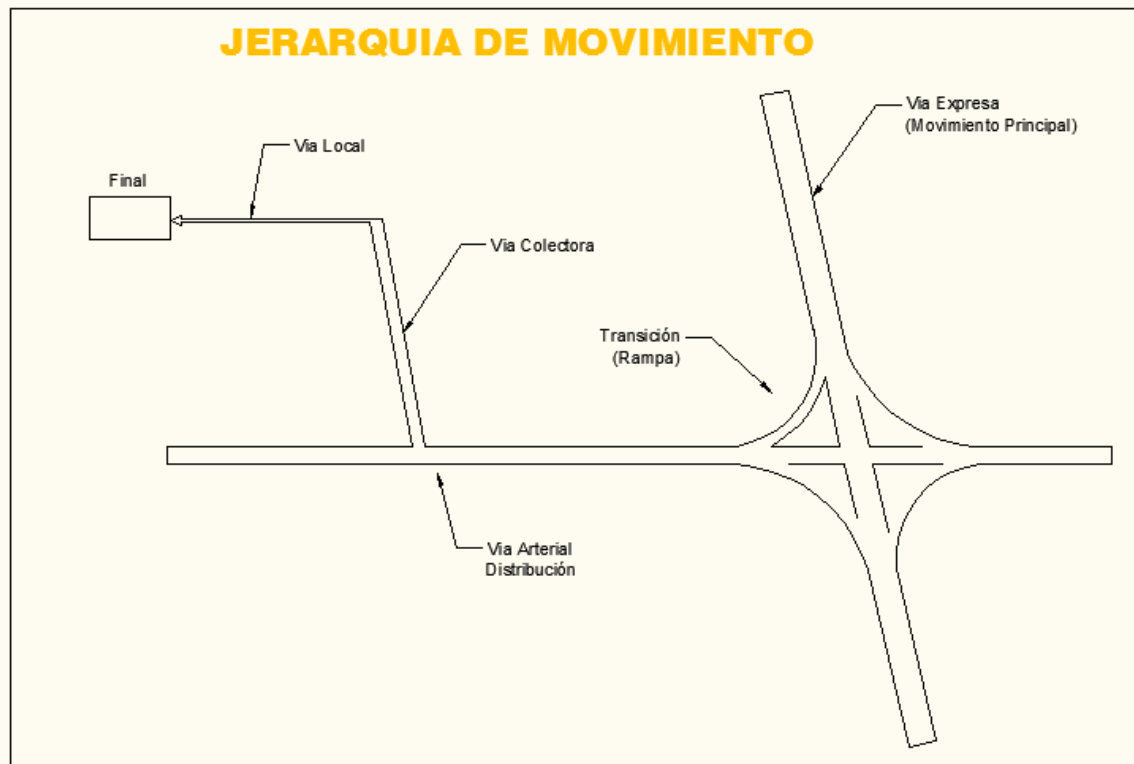 JERARQUIA DE MOVIMIENTO
Via Expresa
(Movimiento Principal)
Via Local
Final
Via Colectora
Transición
(Rampa)
Via Arterial
Distribución